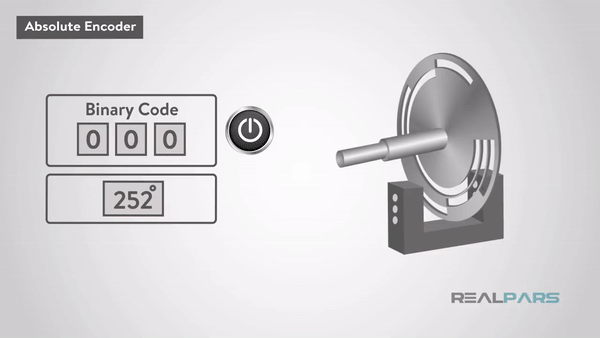 Absolute Encoder
Binary Code
0 0 0
252°
REALPARS